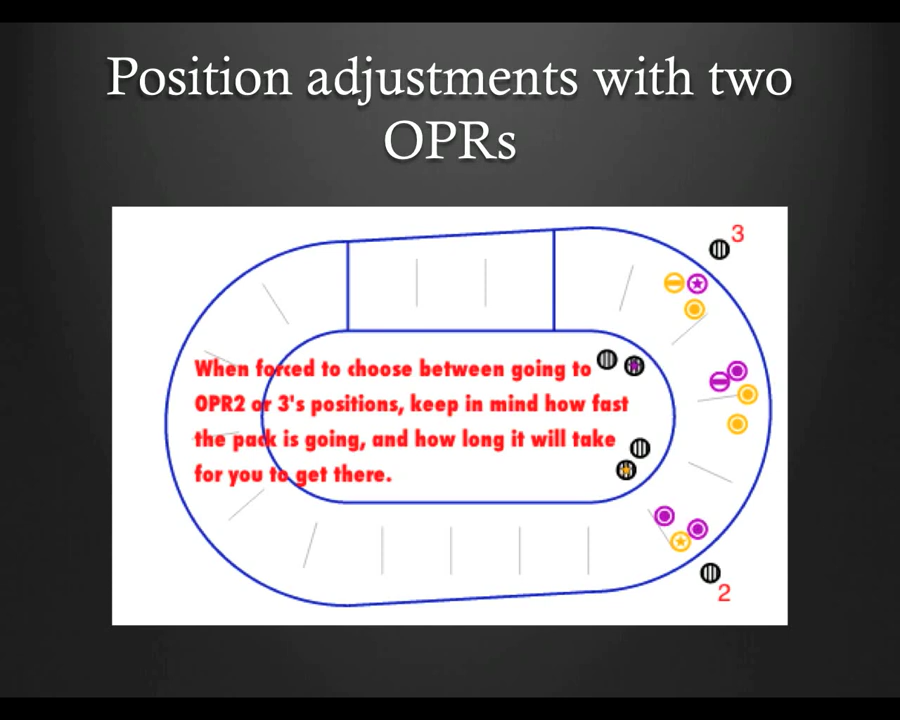 Position adjustments with two
OPRs
3
When forced to choose between going to
OPR2 or 3's positions, keep in mind how fast
the pack is going, and how long it will take
for you to get there.
2